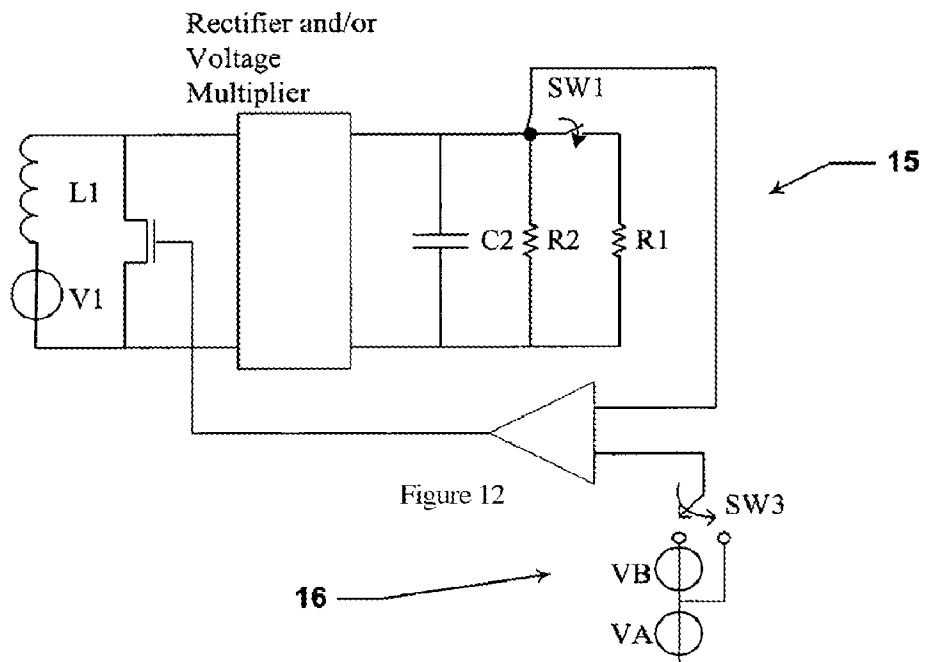 Rectifier and/or
Voltage
Multiplier
SW1
15
L1
C2
R2
R1
V1
Figure 12
SW3
VB
16
VA